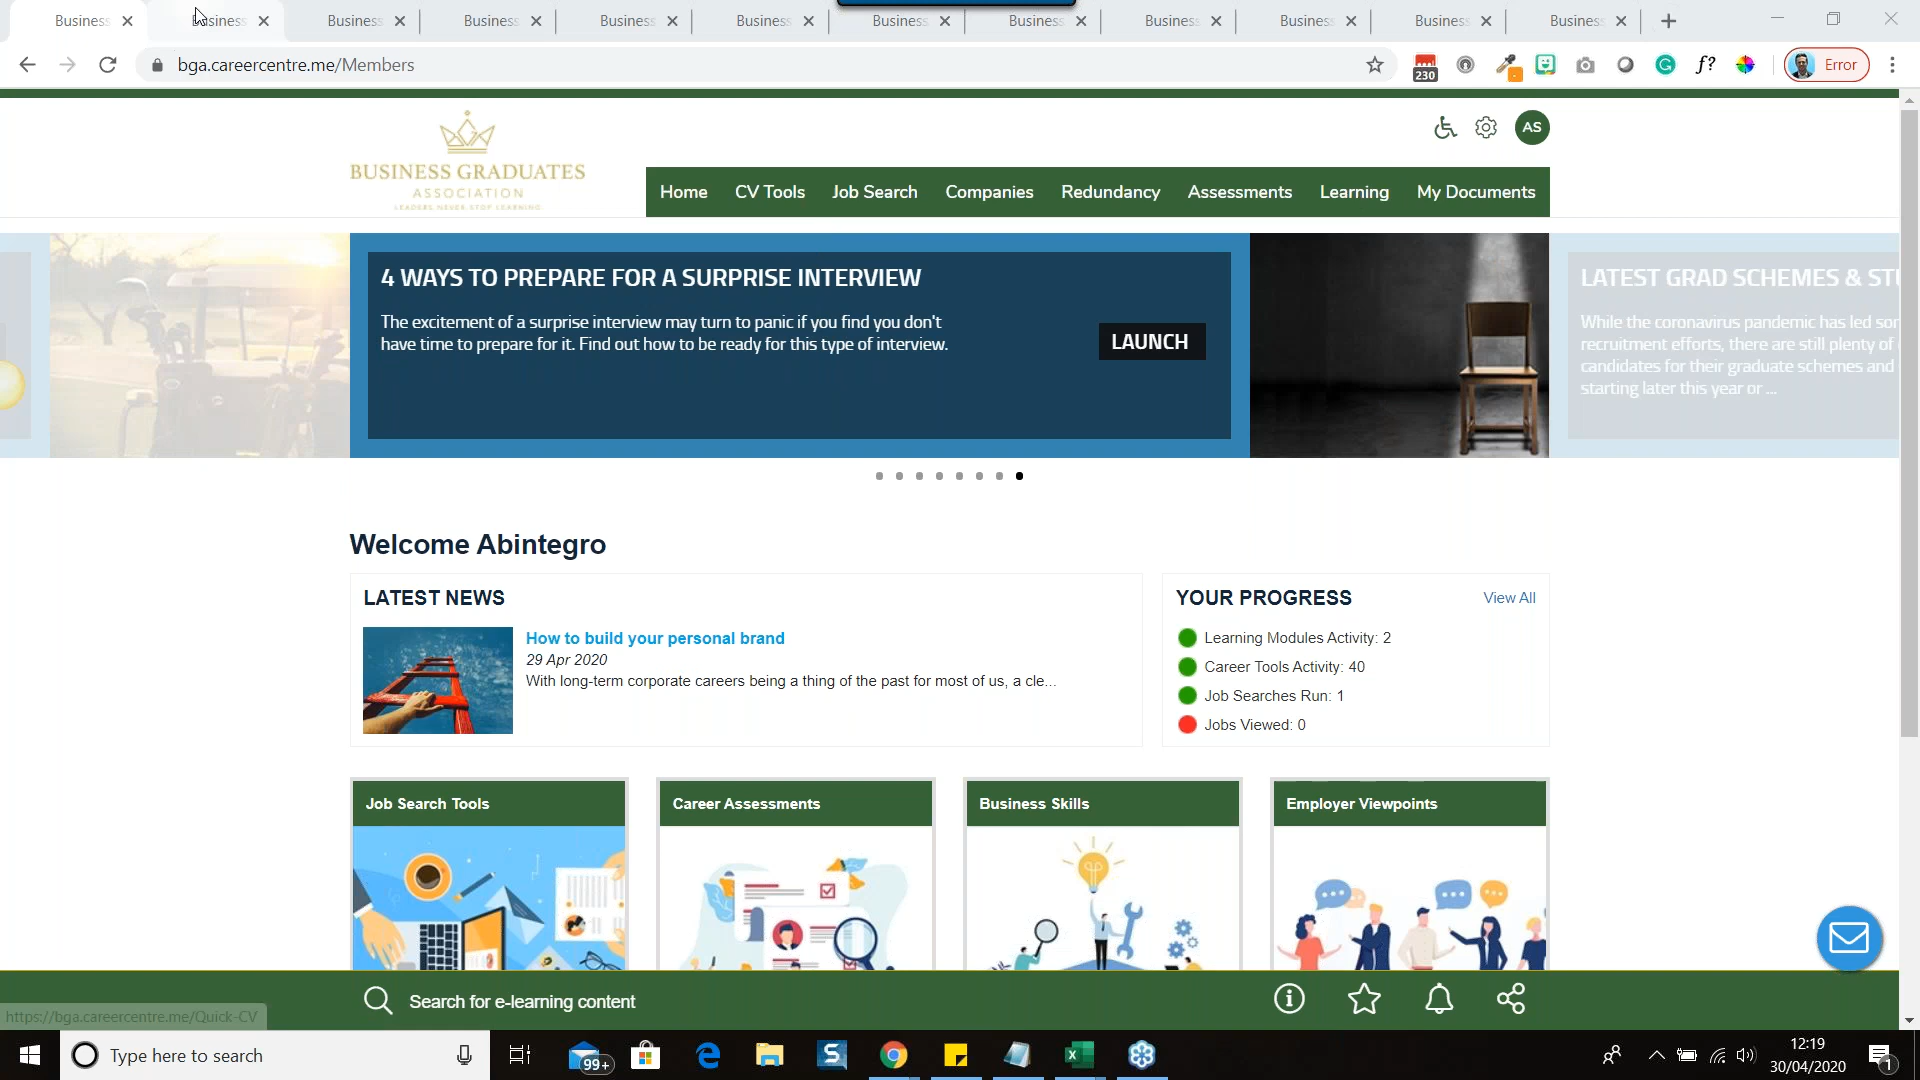 Business
Business
Business
Business
Business
Business
Business
Business
Business
Business
Business
Business
bga.careercentre.me/Members
230
f?
Error
AS
BUSINESS GRADUATES
ASSOCIATION
LEADERS NEVER STOP LEARNING
Home
CV Tools
Job Search
Companies
Redundancy
Assessments
Learning
My Documents
4 WAYS TO PREPARE FOR A SURPRISE INTERVIEW
The excitement of a surprise interview may turn to panic if you find you don't
have time to prepare for it. Find out how to be ready for this type of interview.
LAUNCH
LATEST GRAD SCHEMES &
While the coronavirus pandemic has led
recruitment efforts, there are still plenty of
candidates for their graduate schemes and
starting later this year or ...
Welcome Abintegro
LATEST NEWS
How to build your personal brand
29 Apr 2020
With long-term corporate careers being a thing of the past for most of us, a cle...
YOUR PROGRESS
View All
Learning Modules Activity: 2
Career Tools Activity: 40
Job Searches Run: 1
Jobs Viewed: 0
Job Search Tools
Career Assessments
Business Skills
Employer Viewpoints
Search for e-learning content
https://bga.careercentre.me/Quick-CV
Type here to search
99+
12:19
30/04/2020
1